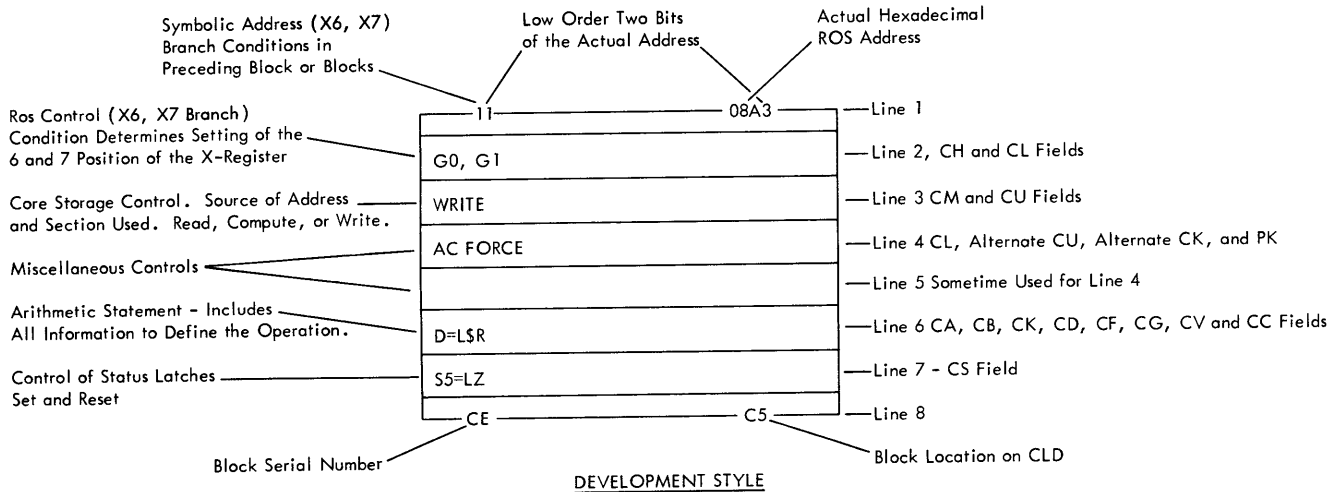 Symbolic Address (X6, X7)
Branch Conditions in
Preceding Block or Blocks
Low Order Two Bits
of the Actual Address
Actual Hexadecimal
ROS Address
11
08A3
Line 1
Ros Control (X6, X7 Branch)
Condition Determines Setting of the
6 and 7 Position of the X-Register
G0, G1
Line 2, CH and CL Fields
Core Storage Control. Source of Address
and Section Used. Read, Compute, or Write.
WRITE
Line 3 CM and CU Fields
AC FORCE
Line 4 CL, Alternate CU, Alternate CK, and PK
Miscellaneous Controls
Line 5 Sometime Used for Line 4
Arithmetic Statement - Includes
All Information to Define the Operation.
D=L$R
Line 6 CA, CB, CK, CD, CF, CG, CV and CC Fields
Control of Status Latches
Set and Reset
S5=LZ
Line 7 - CS Field
CE
C5
Line 8
Block Serial Number
Block Location on CLD
DEVELOPMENT STYLE